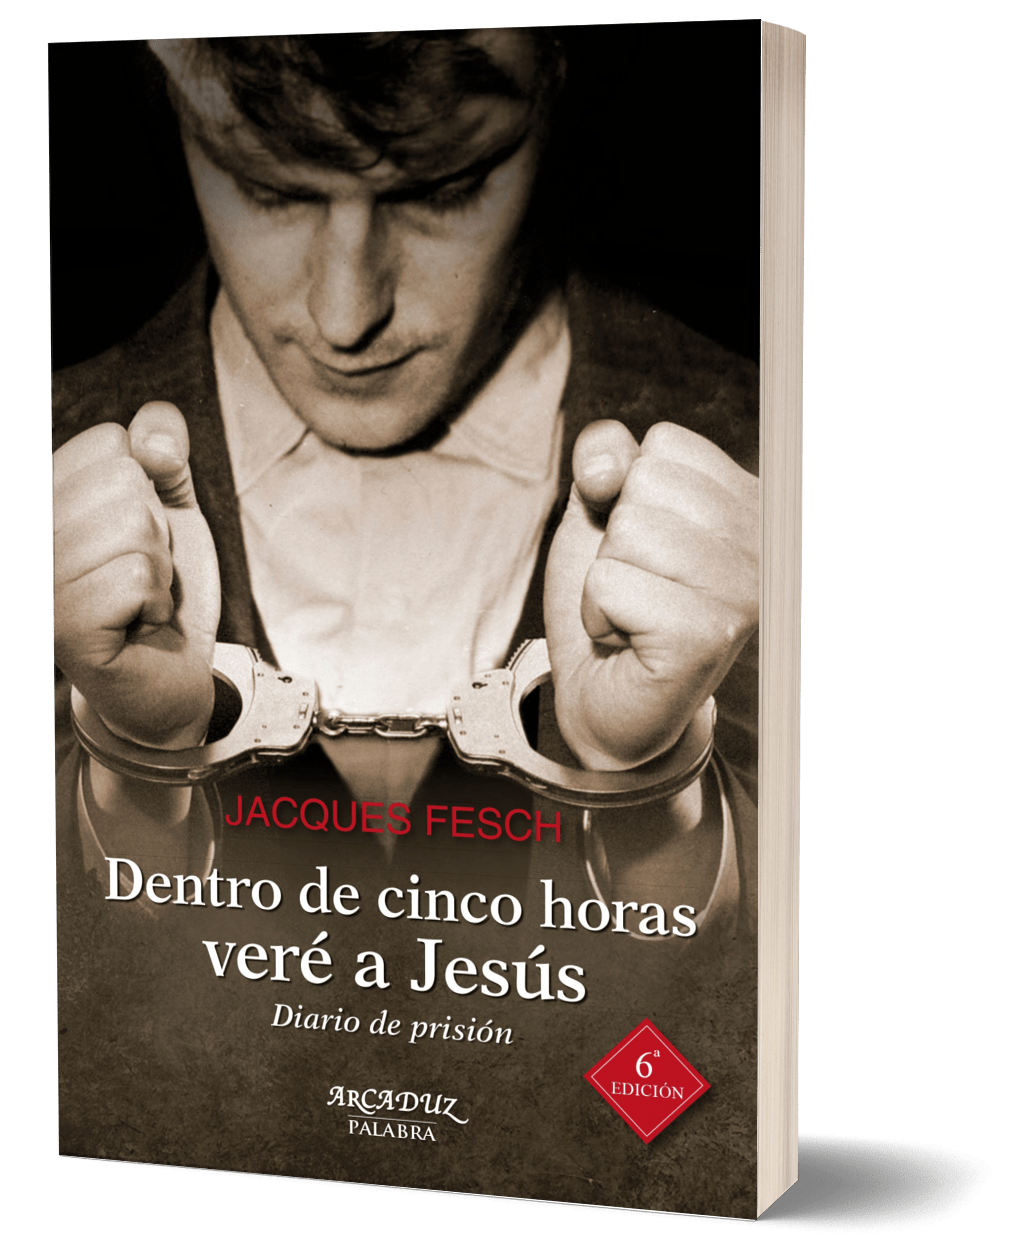 JACQUES FESCH
Dentro de cinco horas
veré a Jesús
Diario de prisión
6ª
EDICIÓN
ARCADUZ
PALABRA